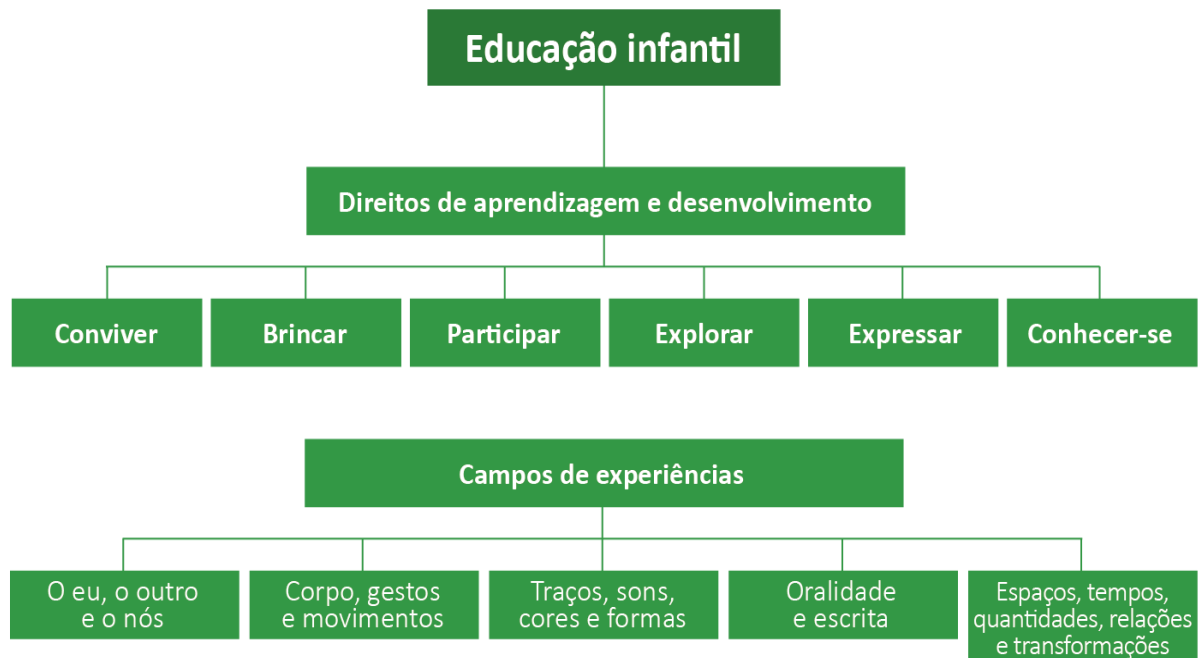 Educação infantil
Direitos de aprendizagem e desenvolvimento
Conviver
Brincar
Participar
Explorar
Expressar
Conhecer-se
Campos de experiências
O eu, o outro
e o nós
Corpo, gestos
e movimentos
Traços, sons,
cores e formas
Oralidade
e escrita
Espaços, tempos,
quantidades, relações
e transformações